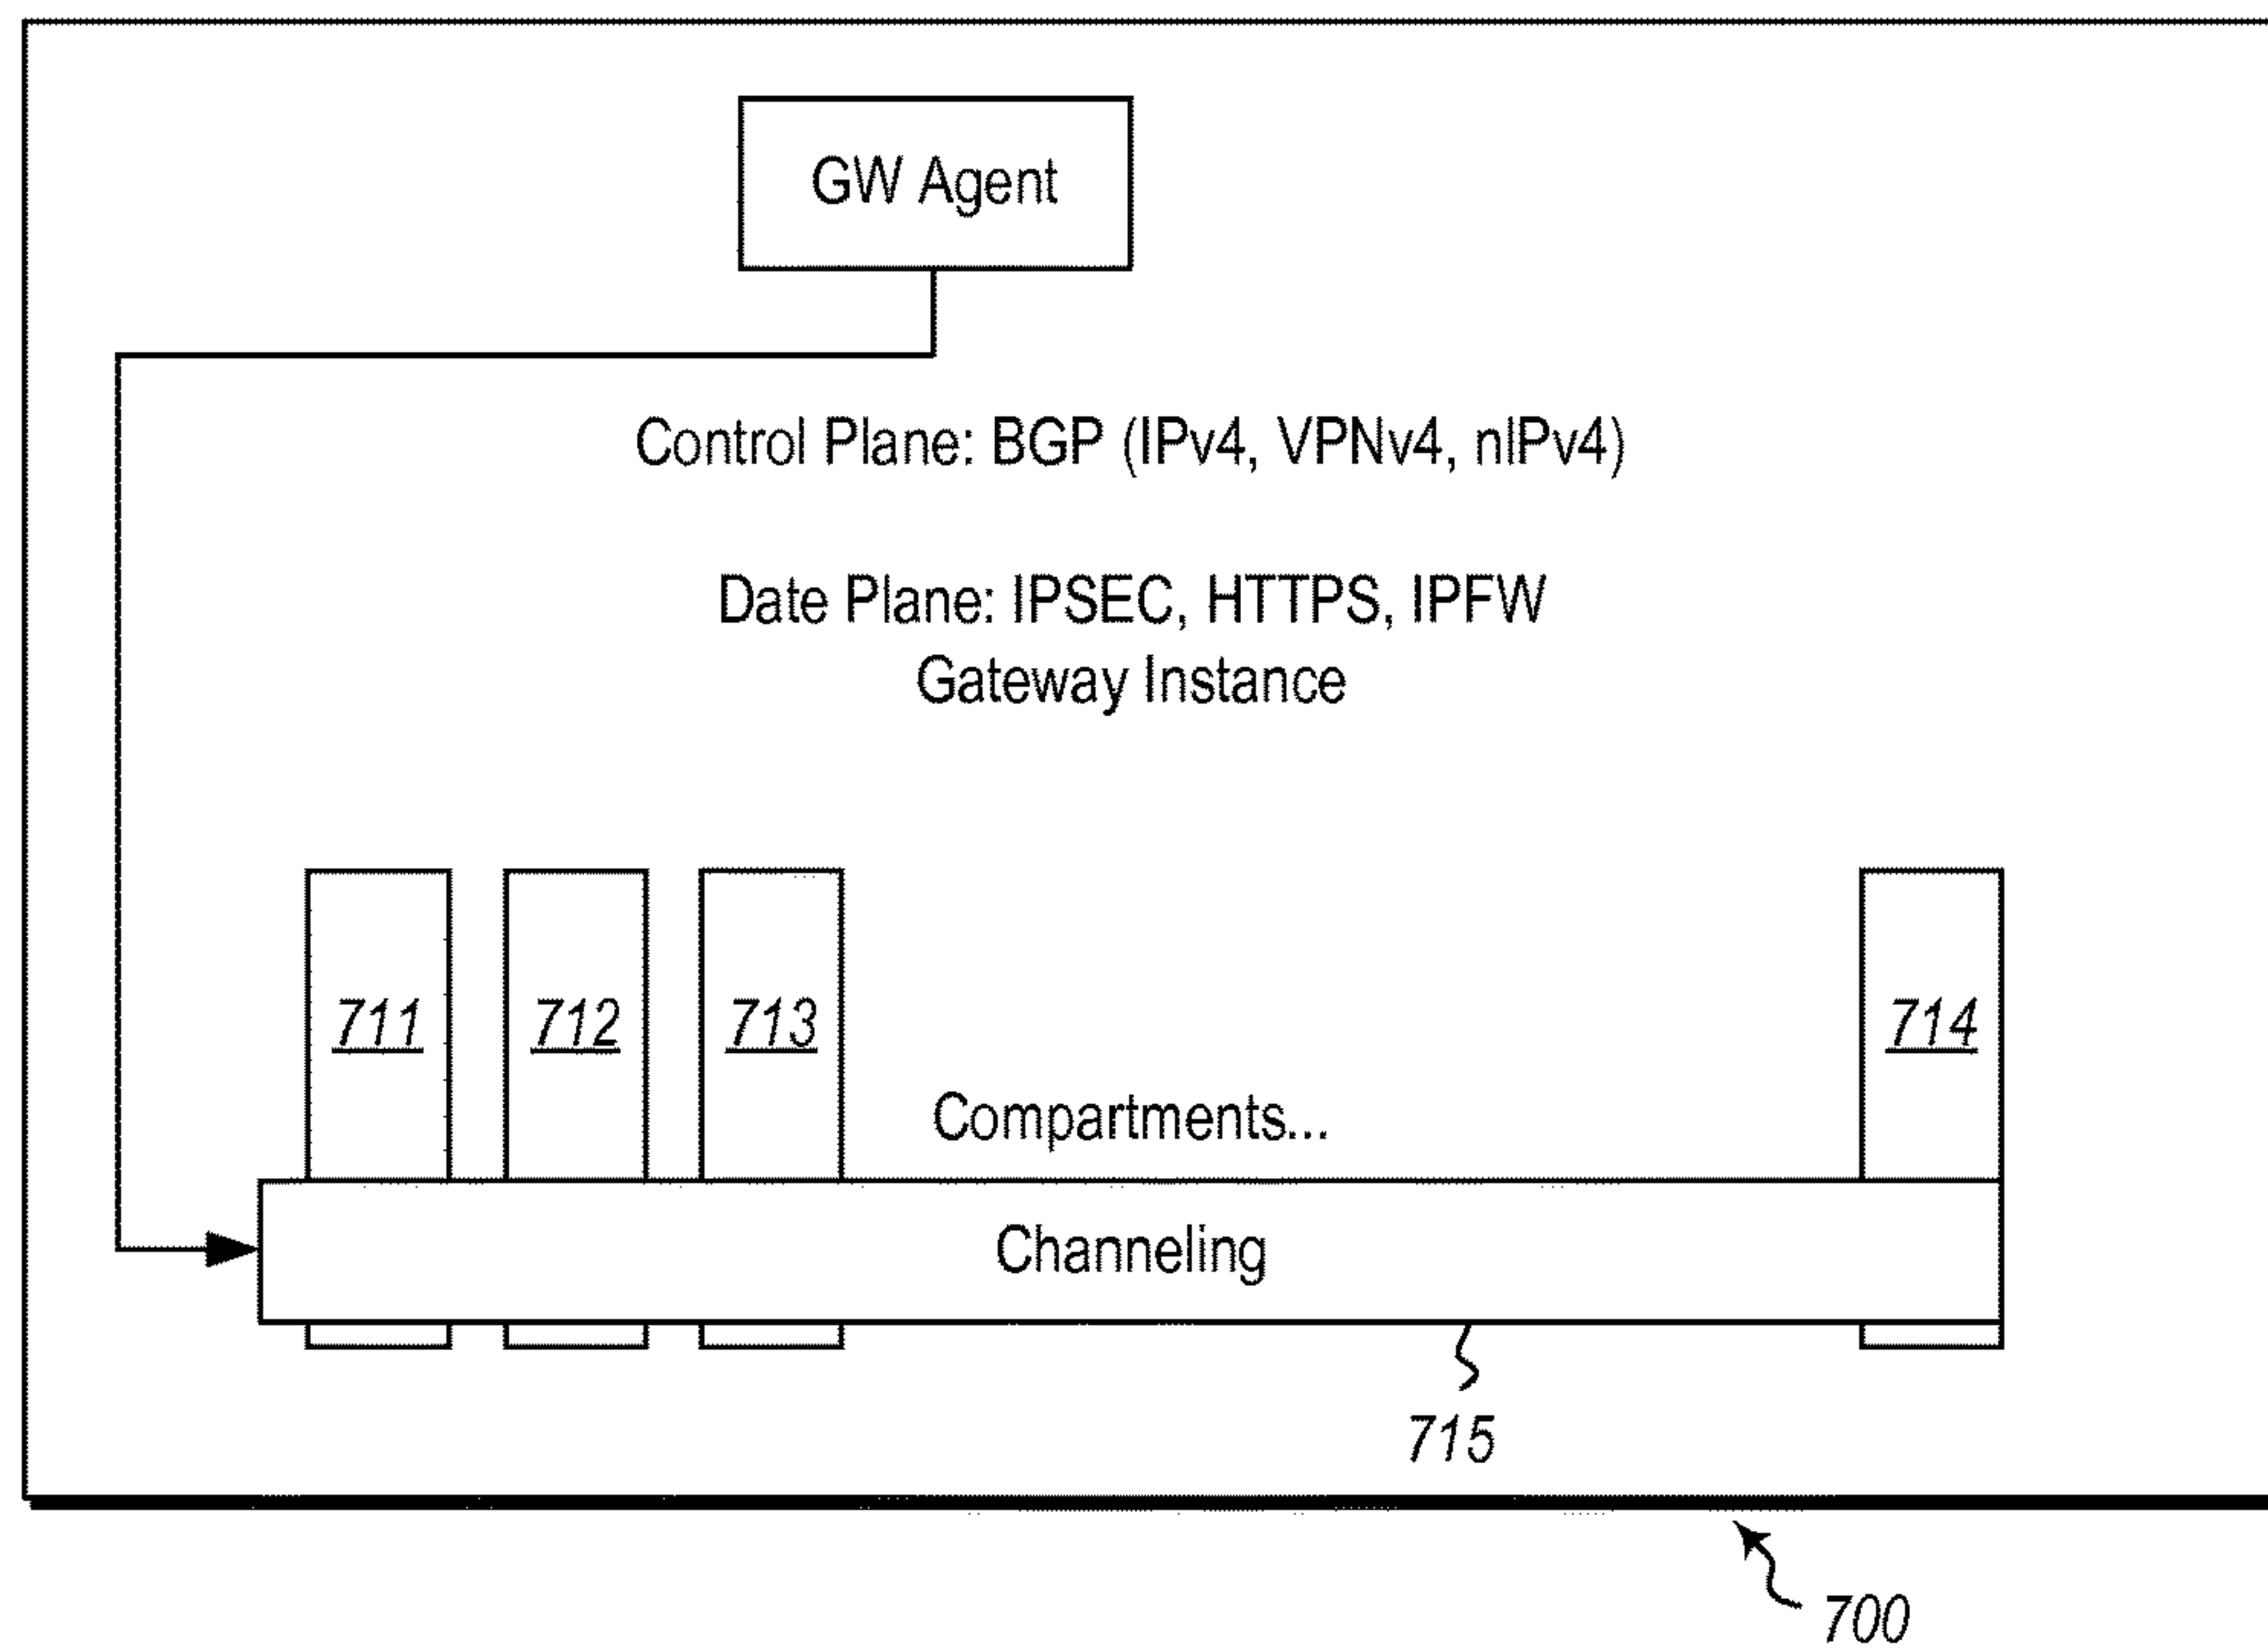 GW Agent
Control Plane: BGP (IPv4, VPNv4, nIPv4)
Date Plane: IPSEC, HTTPS, IPFW
Gateway Instance
711 712 713 714
Compartments...
Channeling
715
700